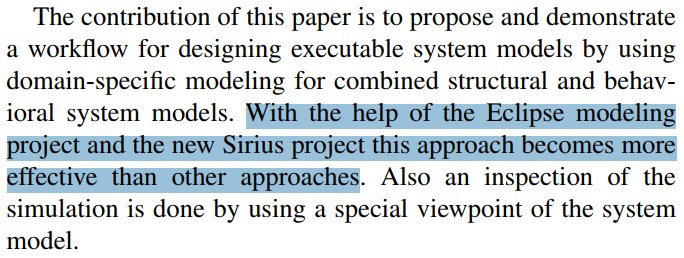 The contribution of this paper is to propose and demonstrate
a workflow for designing executable system models by using
domain-specific modeling for combined structural and behav-
ioral system models. With the help of the Eclipse modeling
project and the new Sirius project this approach becomes more
effective than other approaches. Also an inspection of the
simulation is done by using a special viewpoint of the system
model.